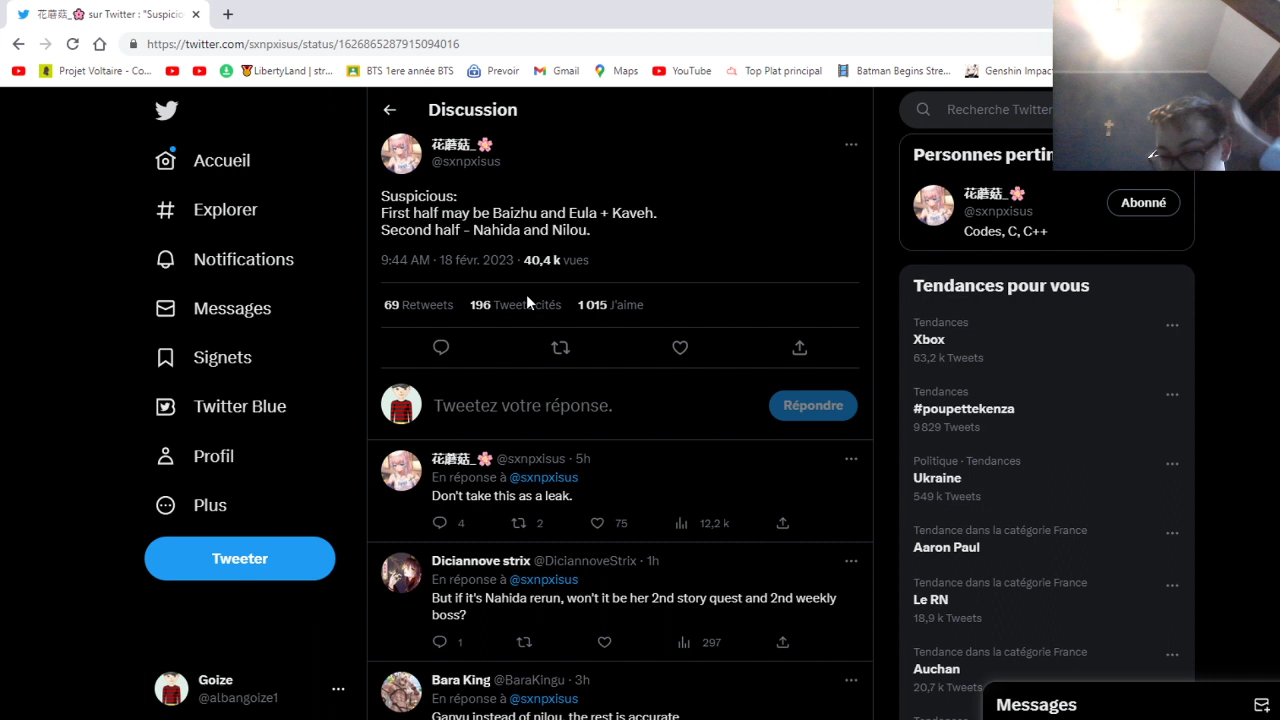 花蘑菇_🌸 sur Twitter : "Suspicio
https://twitter.com/sxnpxisus/status/1626865287915094016
Projet Voltaire - Co...
LibertyLand | str...
BTS 1ere année BTS
Prevoir
Gmail
Maps
YouTube
Top Plat principal
Batman Begins Stre...
Genshin Impac
Accueil
Explorer
Notifications
Messages
Signets
Twitter Blue
Profil
Plus
Tweeter
Goize
@albangoize1
Discussion
花蘑菇_🌸
@sxnpxisus
Suspicious:
First half may be Baizhu and Eula + Kaveh.
Second half - Nahida and Nilou.
9:44 AM · 18 févr. 2023 · 40,4 k vues
69 Retweets 196 Tweets cités 1 015 J'aime
Tweetez votre réponse.
Répondre
花蘑菇_🌸 @sxnpxisus · 5h
En réponse à @sxnpxisus
Don't take this as a leak.
4 2 75 12,2 k
Diciannove strix @DiciannoveStrix · 1h
En réponse à @sxnpxisus
But if it's Nahida rerun, won't it be her 2nd story quest and 2nd weekly
boss?
1 297
Bara King @BaraKingu · 3h
En réponse à @sxnpxisus
Ganyu instead of nilou, the rest is accurate
Recherche Twitter
Personnes pertin
花蘑菇_🌸
@sxnpxisus
Abonné
Codes, C, C++
Tendances pour vous
Tendances
Xbox
63,2 k Tweets
Tendances
#poupettekenza
9 829 Tweets
Politique · Tendances
Ukraine
549 k Tweets
Tendance dans la catégorie France
Aaron Paul
Tendance dans la catégorie France
Le RN
18,9 k Tweets
Tendance dans la catégorie France
Auchan
20,7 k Tweets
Messages